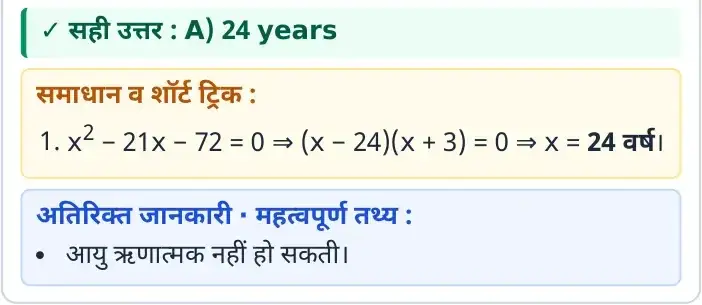 ✓ सही उत्तर : A) 24 years
समाधान व शॉर्ट ट्रिक :
1. x² − 21x − 72 = 0 ⇒ (x − 24)(x + 3) = 0 ⇒ x = 24 वर्ष।
अतिरिक्त जानकारी · महत्वपूर्ण तथ्य :
• आयु ऋणात्मक नहीं हो सकती।